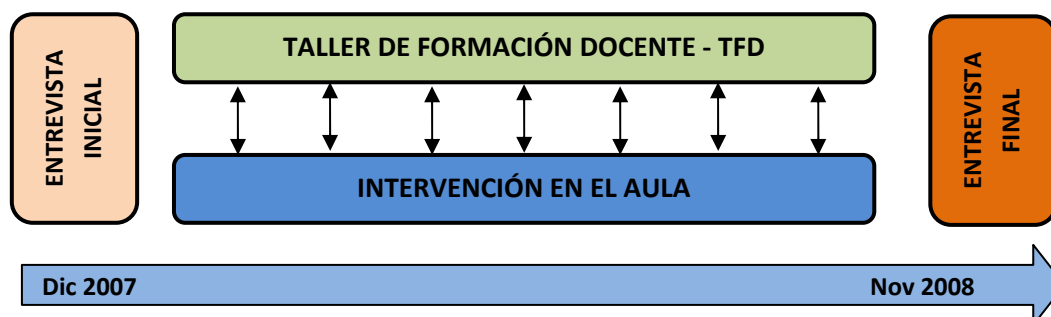 ENTREVISTA
INICIAL
TALLER DE FORMACIÓN DOCENTE - TFD
INTERVENCIÓN EN EL AULA
ENTREVISTA
FINAL
Dic 2007
Nov 2008